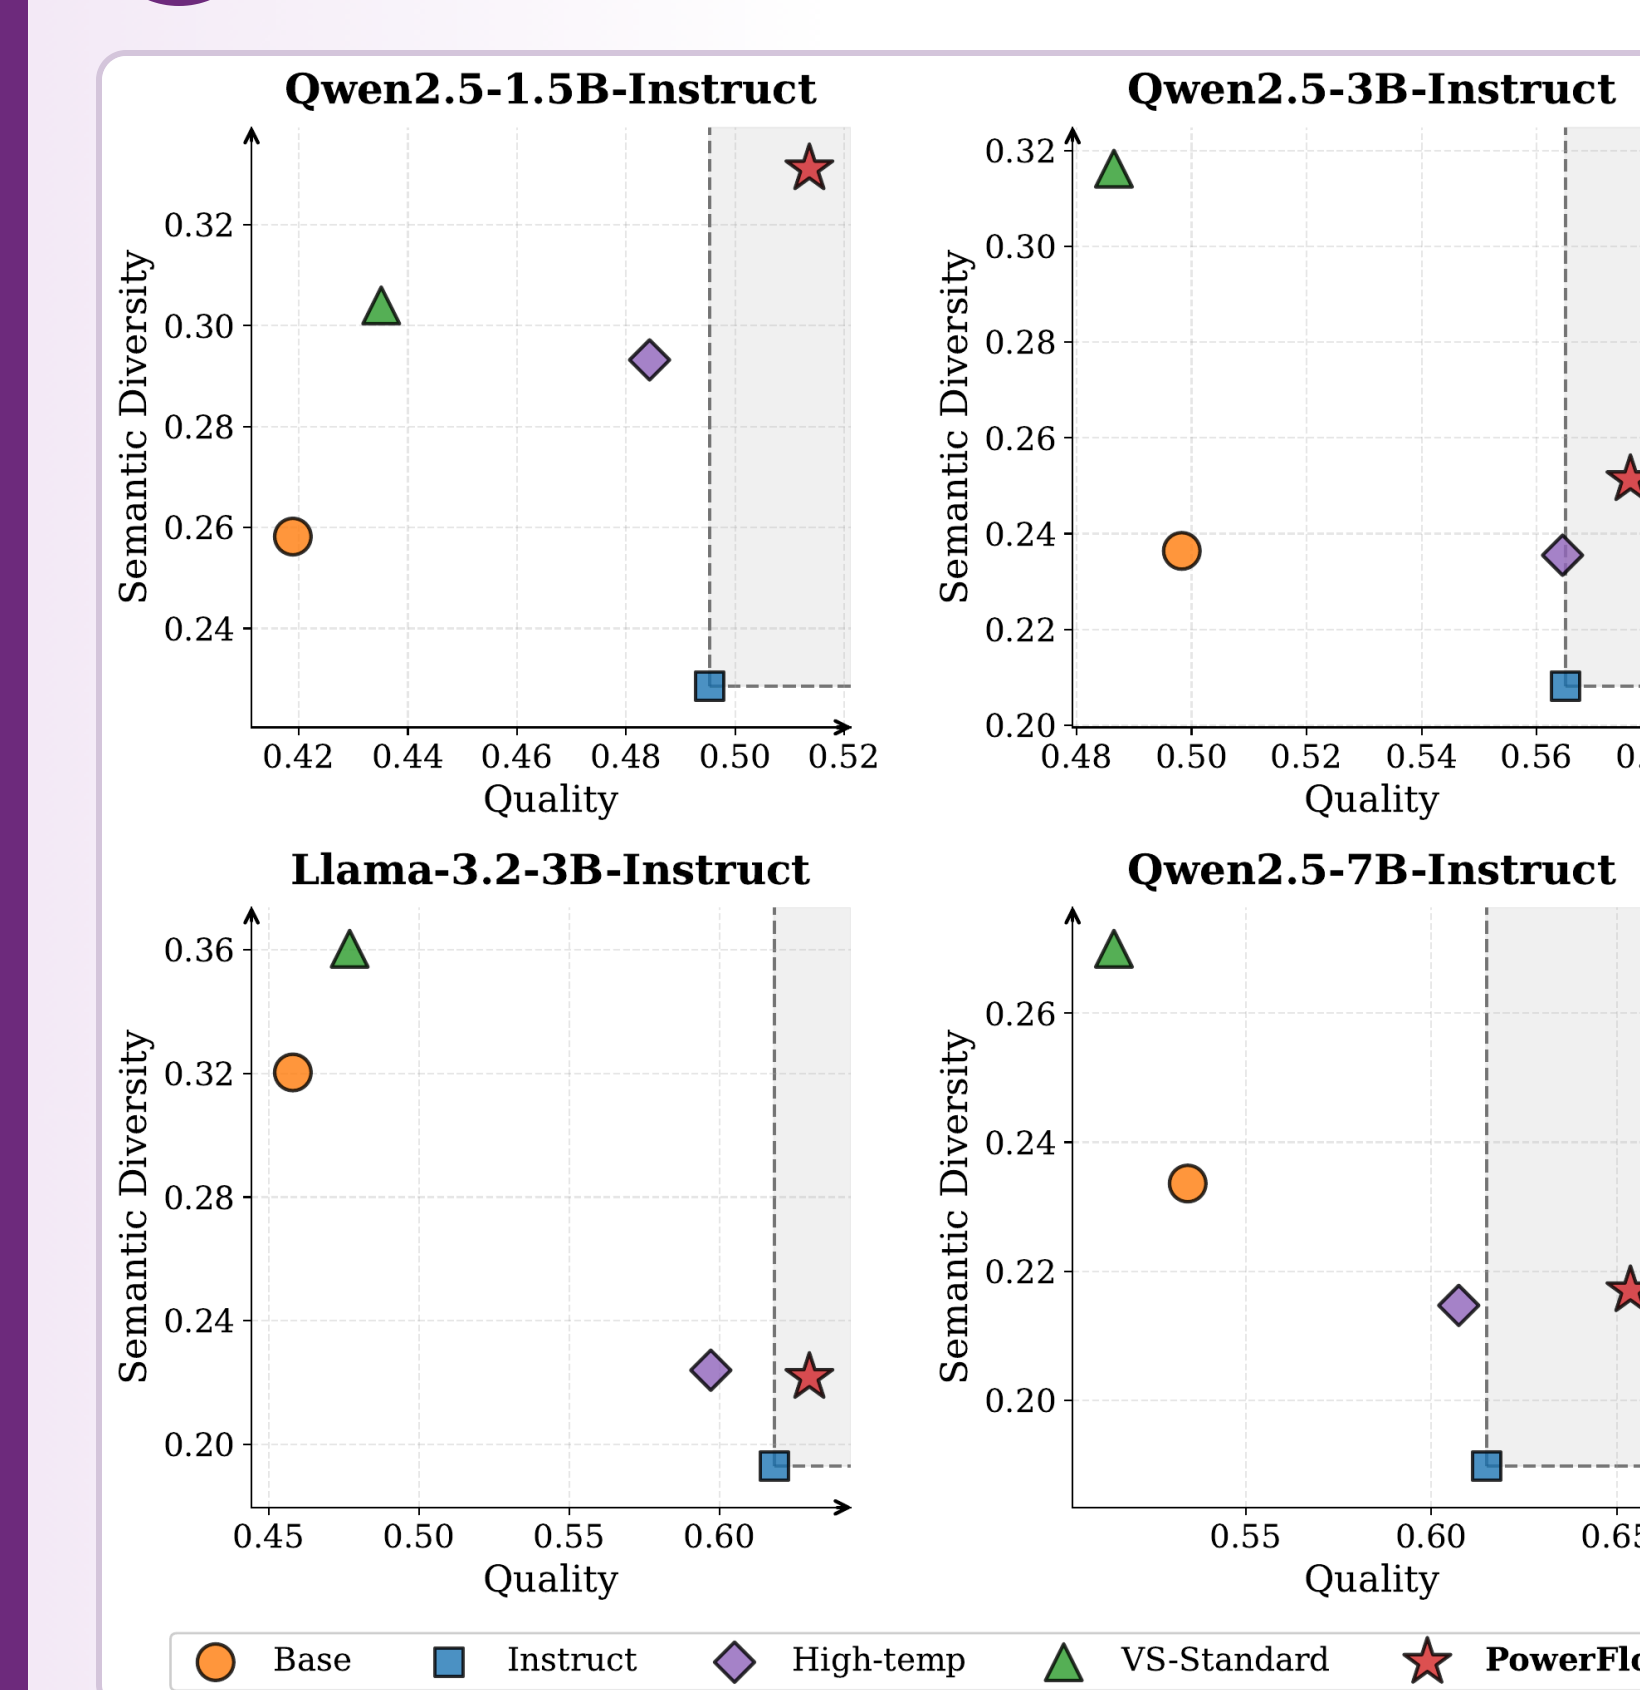 Qwen2.5-1.5B-Instruct
Semantic Diversity
0.32
0.30
0.28
0.26
0.24
0.42 0.44 0.46 0.48 0.50 0.52
Quality
Qwen2.5-3B-Instruct
Semantic Diversity
0.32
0.30
0.28
0.26
0.24
0.22
0.20
0.48 0.50 0.52 0.54 0.56
Quality
Llama-3.2-3B-Instruct
Semantic Diversity
0.36
0.32
0.28
0.24
0.20
0.45 0.50 0.55 0.60
Quality
Qwen2.5-7B-Instruct
Semantic Diversity
0.26
0.24
0.22
0.20
0.55 0.60 0.65
Quality
Base Instruct High-temp VS-Standard PowerFlo